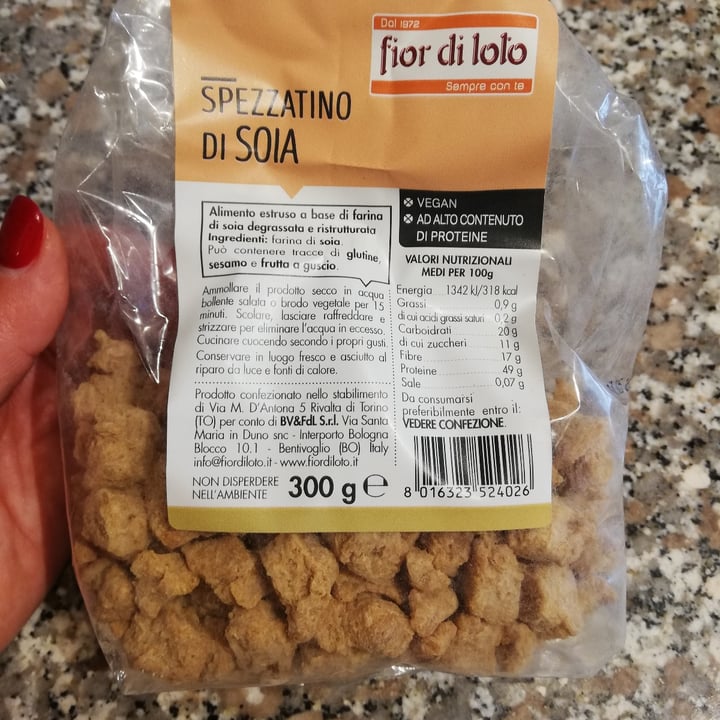 Dal 1972
fior di loto
Sempre con te
SPEZZATINO
DI SOIA
Alimento estruso a base di farina
di soia degrassata e ristrutturata
Ingredienti: farina di soia.
Può contenere tracce di glutine,
sesamo e frutta a guscio.
Ammollare il prodotto secco in acqua
bollente salata o brodo vegetale per 15
minuti. Scolare, lasciare raffreddare e
strizzare per eliminare l'acqua in eccesso.
Cucinare cuocendo secondo i propri gusti.
Conservare in luogo fresco e asciutto al
riparo da luce e fonti di calore.
Prodotto confezionato nello stabilimento
di Via M. D'Antona 5 Rivalta di Torino
(TO) per conto di BV&FdL S.r.l. Via Santa
Maria in Duno snc - Interporto Bologna
Blocco 10.1 - Bentivoglio (BO) Italy
info@fiordiloto.it - www.fiordiloto.it
NON DISPERDERE
NELL'AMBIENTE
300 g e
VEGAN
AD ALTO CONTENUTO
DI PROTEINE
VALORI NUTRIZIONALI
MEDI PER 100g
Energia 1342 kJ/318 kcal
Grassi 0,9 g
di cui acidi grassi saturi 0,2 g
Carboidrati 20 g
di cui zuccheri 11 g
Fibre 17 g
Proteine 49 g
Sale 0,07 g
Da consumarsi
preferibilmente entro il:
VEDERE CONFEZIONE.
8 016323 524026